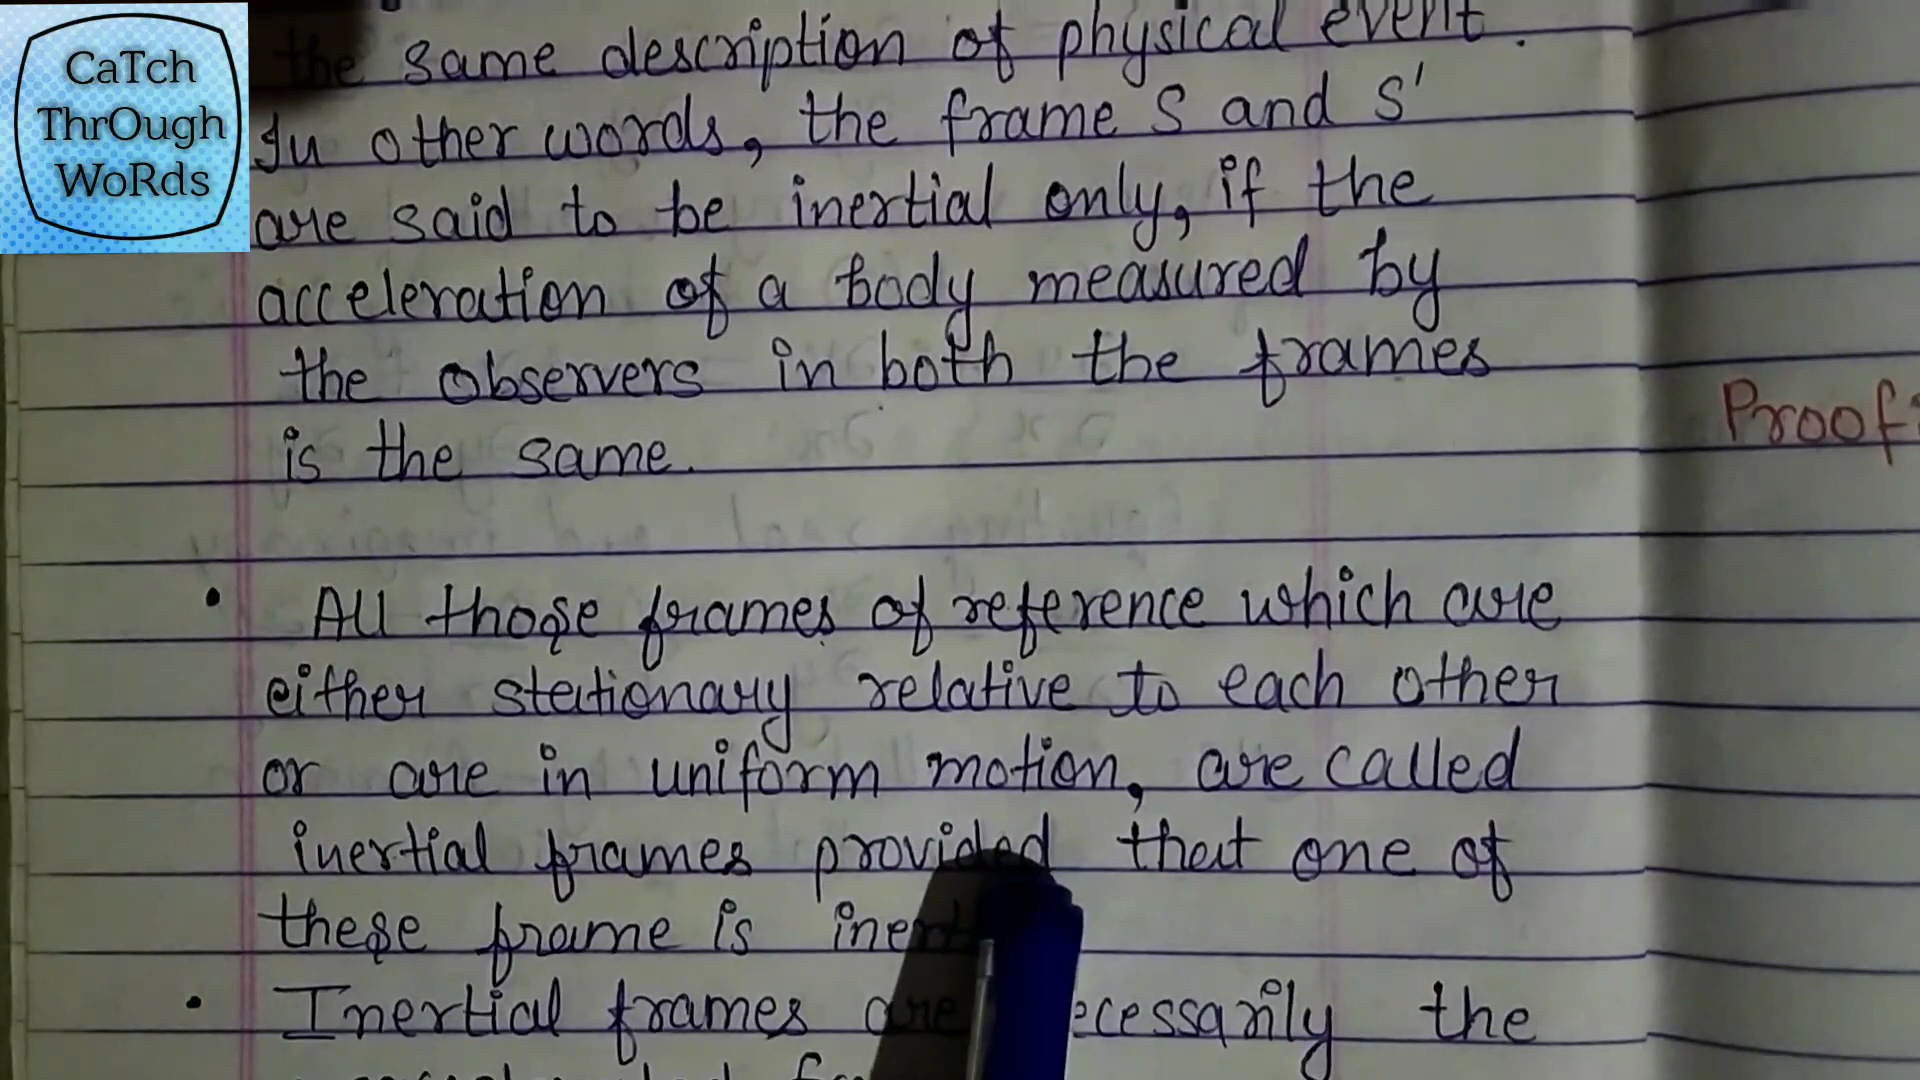 CaTch
ThrOugh
WoRds
the same description of physical event.
In other words, the frame S and S'
are said to be inertial only, if the
acceleration of a body measured by
the observers in both the frames
is the same.
Proof:
• All those frames of reference which are
either stationary relative to each other
or are in uniform motion, are called
inertial frames provided that one of
these frame is
• Inertial frames are the